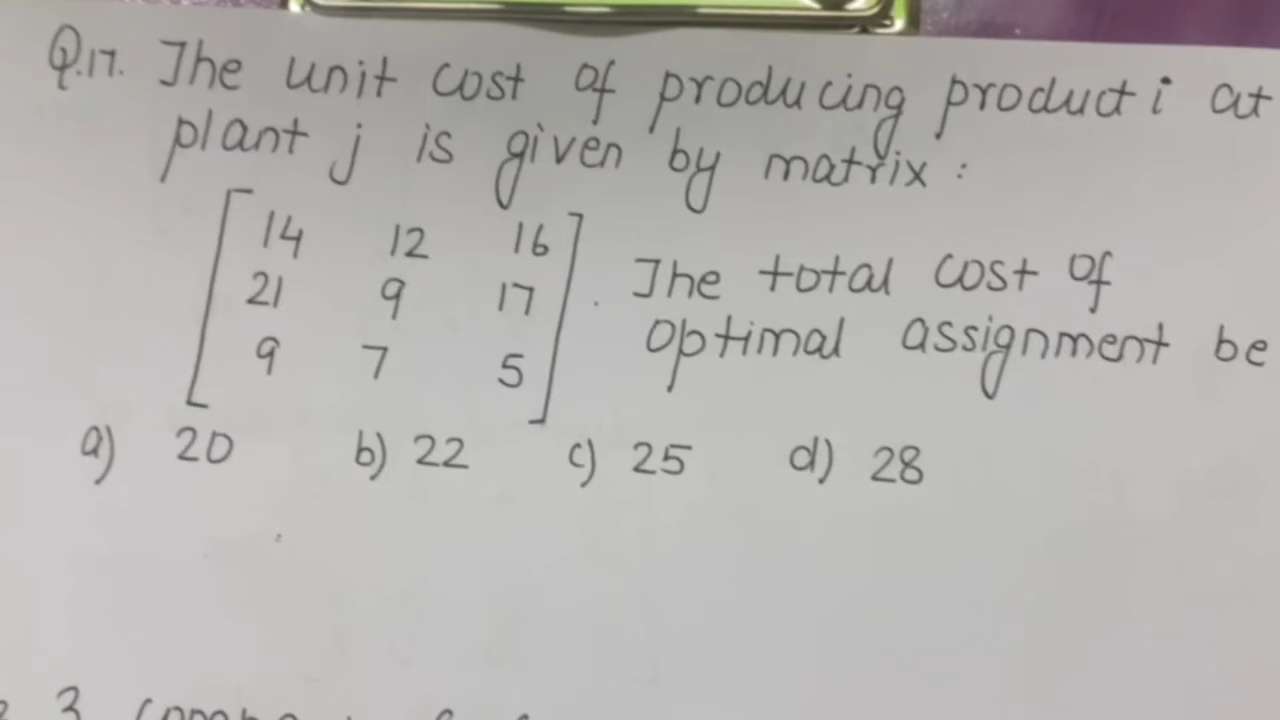 Q.17. The unit cost of producing product i at
plant j is given by matrix :
14 12 16
21 9 17 . The total cost of
9 7 5 optimal assignment be
a) 20 b) 22 c) 25 d) 28
3